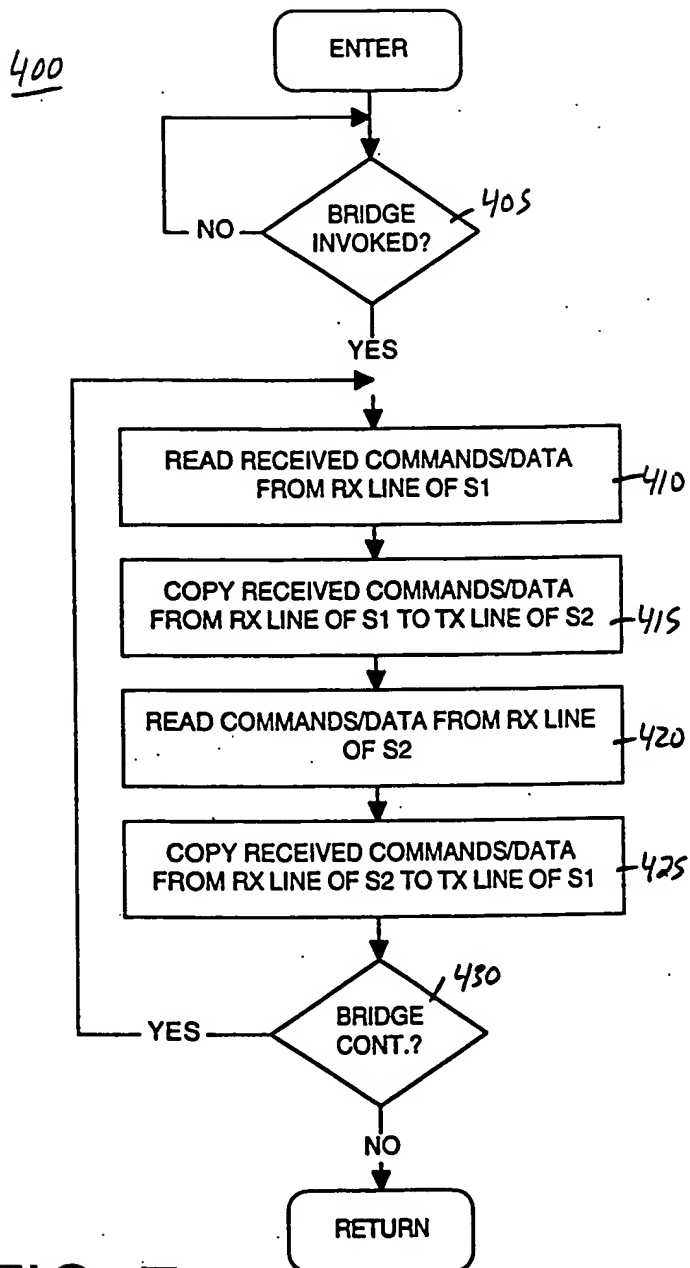 400
ENTER
BRIDGE
INVOKED?
405
NO
YES
READ RECEIVED COMMANDS/DATA
FROM RX LINE OF S1
410
COPY RECEIVED COMMANDS/DATA
FROM RX LINE OF S1 TO TX LINE OF S2
415
READ COMMANDS/DATA FROM RX LINE
OF S2
420
COPY RECEIVED COMMANDS/DATA
FROM RX LINE OF S2 TO TX LINE OF S1
425
430
BRIDGE
CONT.?
YES
NO
RETURN